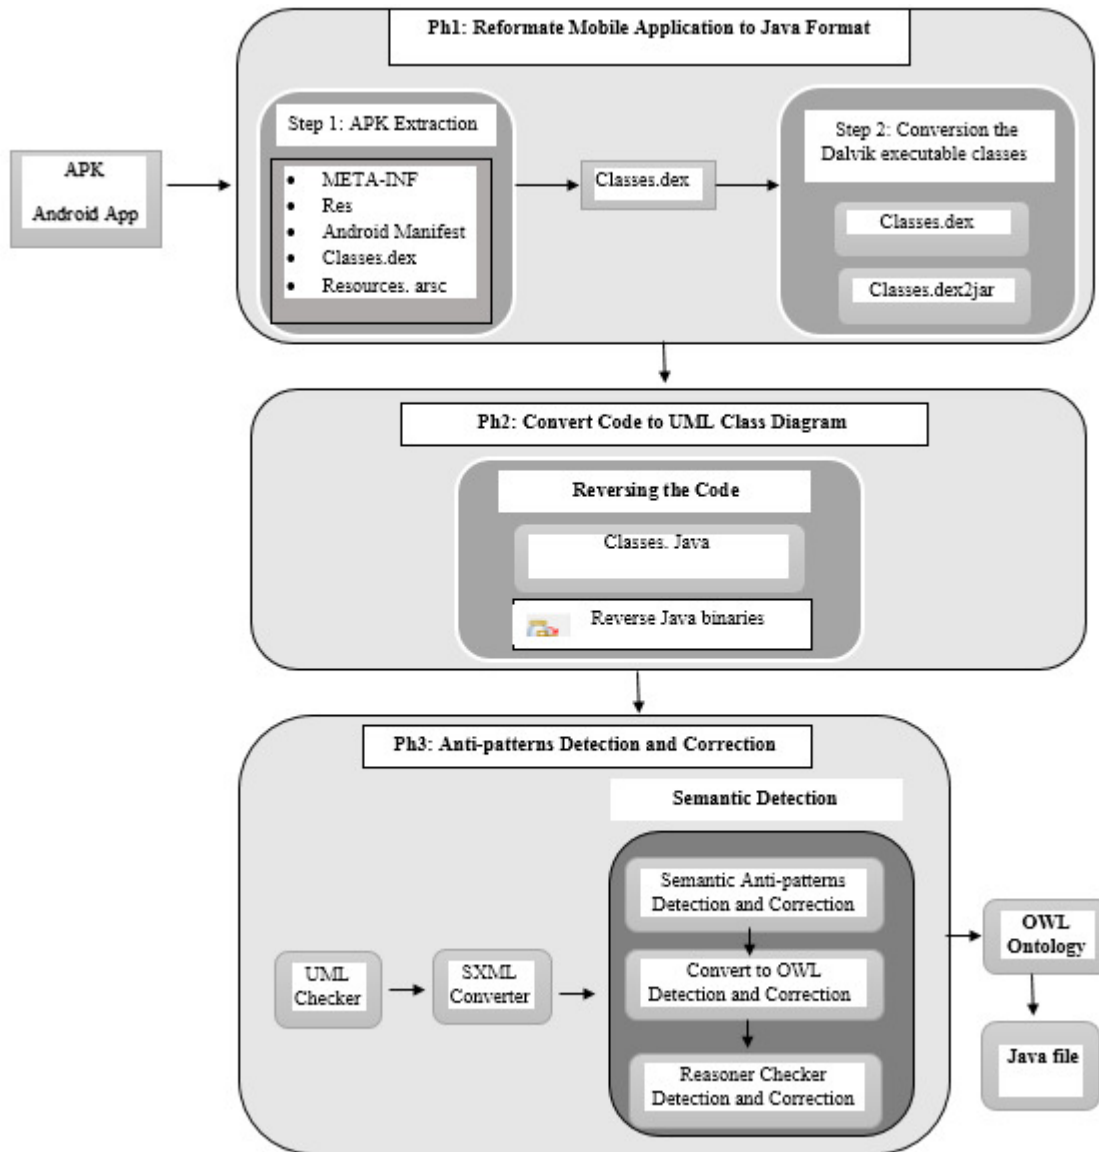 Ph1: Reformate Mobile Application to Java Format
APK
Android App
Step 1: APK Extraction
META-INF
Res
Android Manifest
Classes.dex
Resources. arsc
Classes.dex
Step 2: Conversion the
Dalvik executable classes
Classes.dex
Classes.dex2jar
Ph2: Convert Code to UML Class Diagram
Reversing the Code
Classes. Java
Reverse Java binaries
Ph3: Anti-patterns Detection and Correction
UML
Checker
SXML
Converter
Semantic Detection
Semantic Anti-patterns
Detection and Correction
Convert to OWL
Detection and Correction
Reasoner Checker
Detection and Correction
OWL
Ontology
Java file